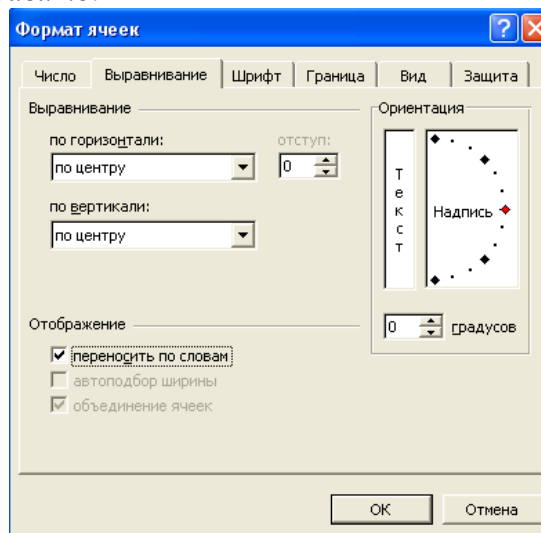 Формат ячеек
Число Выравнивание Шрифт Граница Вид Защита
Выравнивание
по горизонтали: отступ:
по центру 0
по вертикали:
по центру
Ориентация
Текст
Надпись
0 градусов
Отображение
переносить по словам
автоподбор ширины
объединение ячеек
ОК Отмена